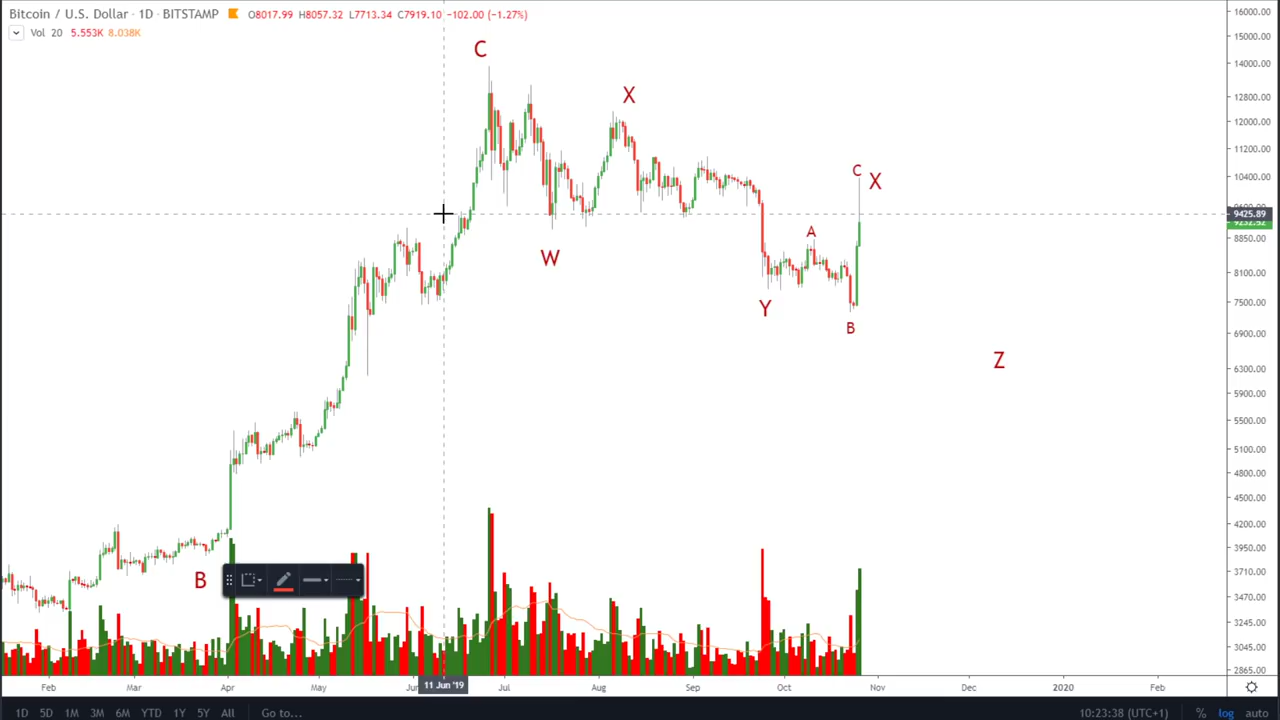 Bitcoin / U.S. Dollar · 1D · BITSTAMP O8017.99 H8057.32 L7713.34 C7919.10 −102.00 (−1.27%)
Vol 20 5.553K 8.038K
C
X
C
X
A
W
Y
B
Z
B
16000.00
15000.00
14000.00
12800.00
12000.00
11200.00
10400.00
9425.89
8850.00
8100.00
7500.00
6900.00
6300.00
5900.00
5500.00
5100.00
4800.00
4500.00
4200.00
3950.00
3710.00
3470.00
3245.00
3045.00
2865.00
Feb Mar Apr May Jun 11 Jun '19 Jul Aug Sep Oct Nov Dec 2020 Feb
1D 5D 1M 3M 6M YTD 1Y 5Y All Go to... 10:23:38 (UTC+1) % log auto